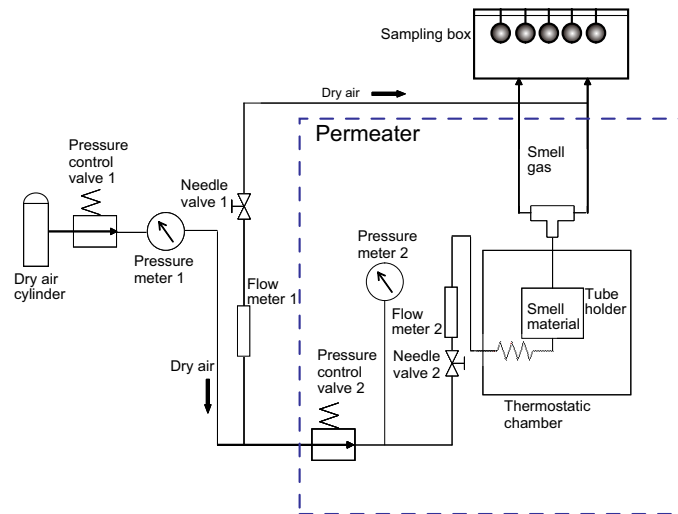 Sampling box
Dry air
Permeater
Pressure
control
valve 1
Smell
gas
Needle
valve 1
Dry air
cylinder
Pressure
meter 1
Pressure
meter 2
Flow
meter 1
Flow
meter 2
Smell
material
Tube
holder
Pressure
control
valve 2
Needle
valve 2
Dry air
Thermostatic
chamber